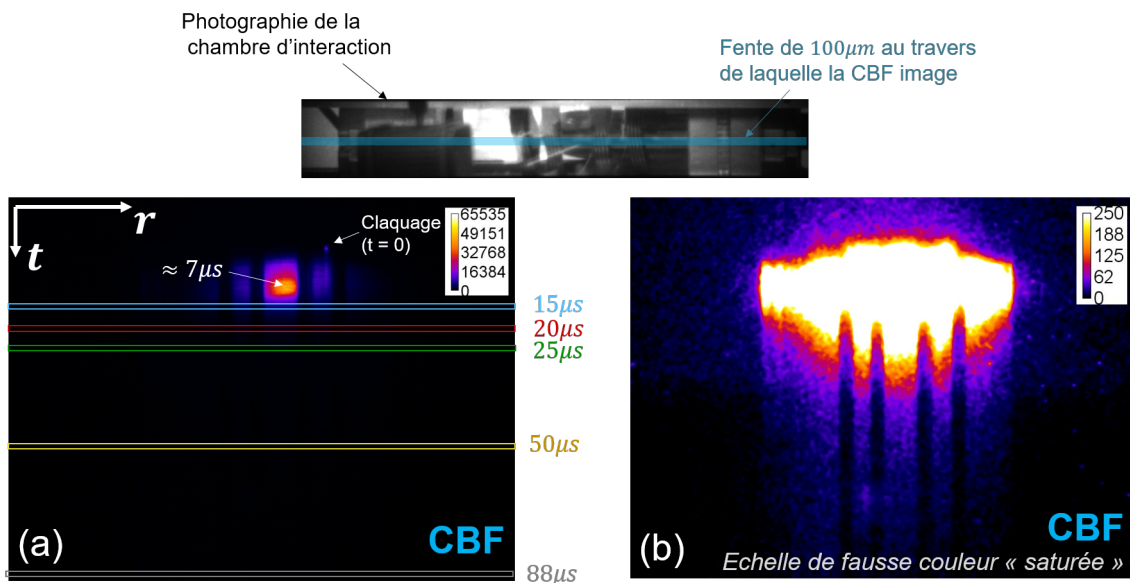 Photographie de la
chambre d'interaction
Fente de 100μm au travers
de laquelle la CBF image
r
t
Claquage
(t = 0)
≈ 7μs
65535
49151
32768
16384
0
15μs
20μs
25μs
50μs
88μs
(a)
CBF
250
188
125
62
0
(b)
CBF
Echelle de fausse couleur « saturée »